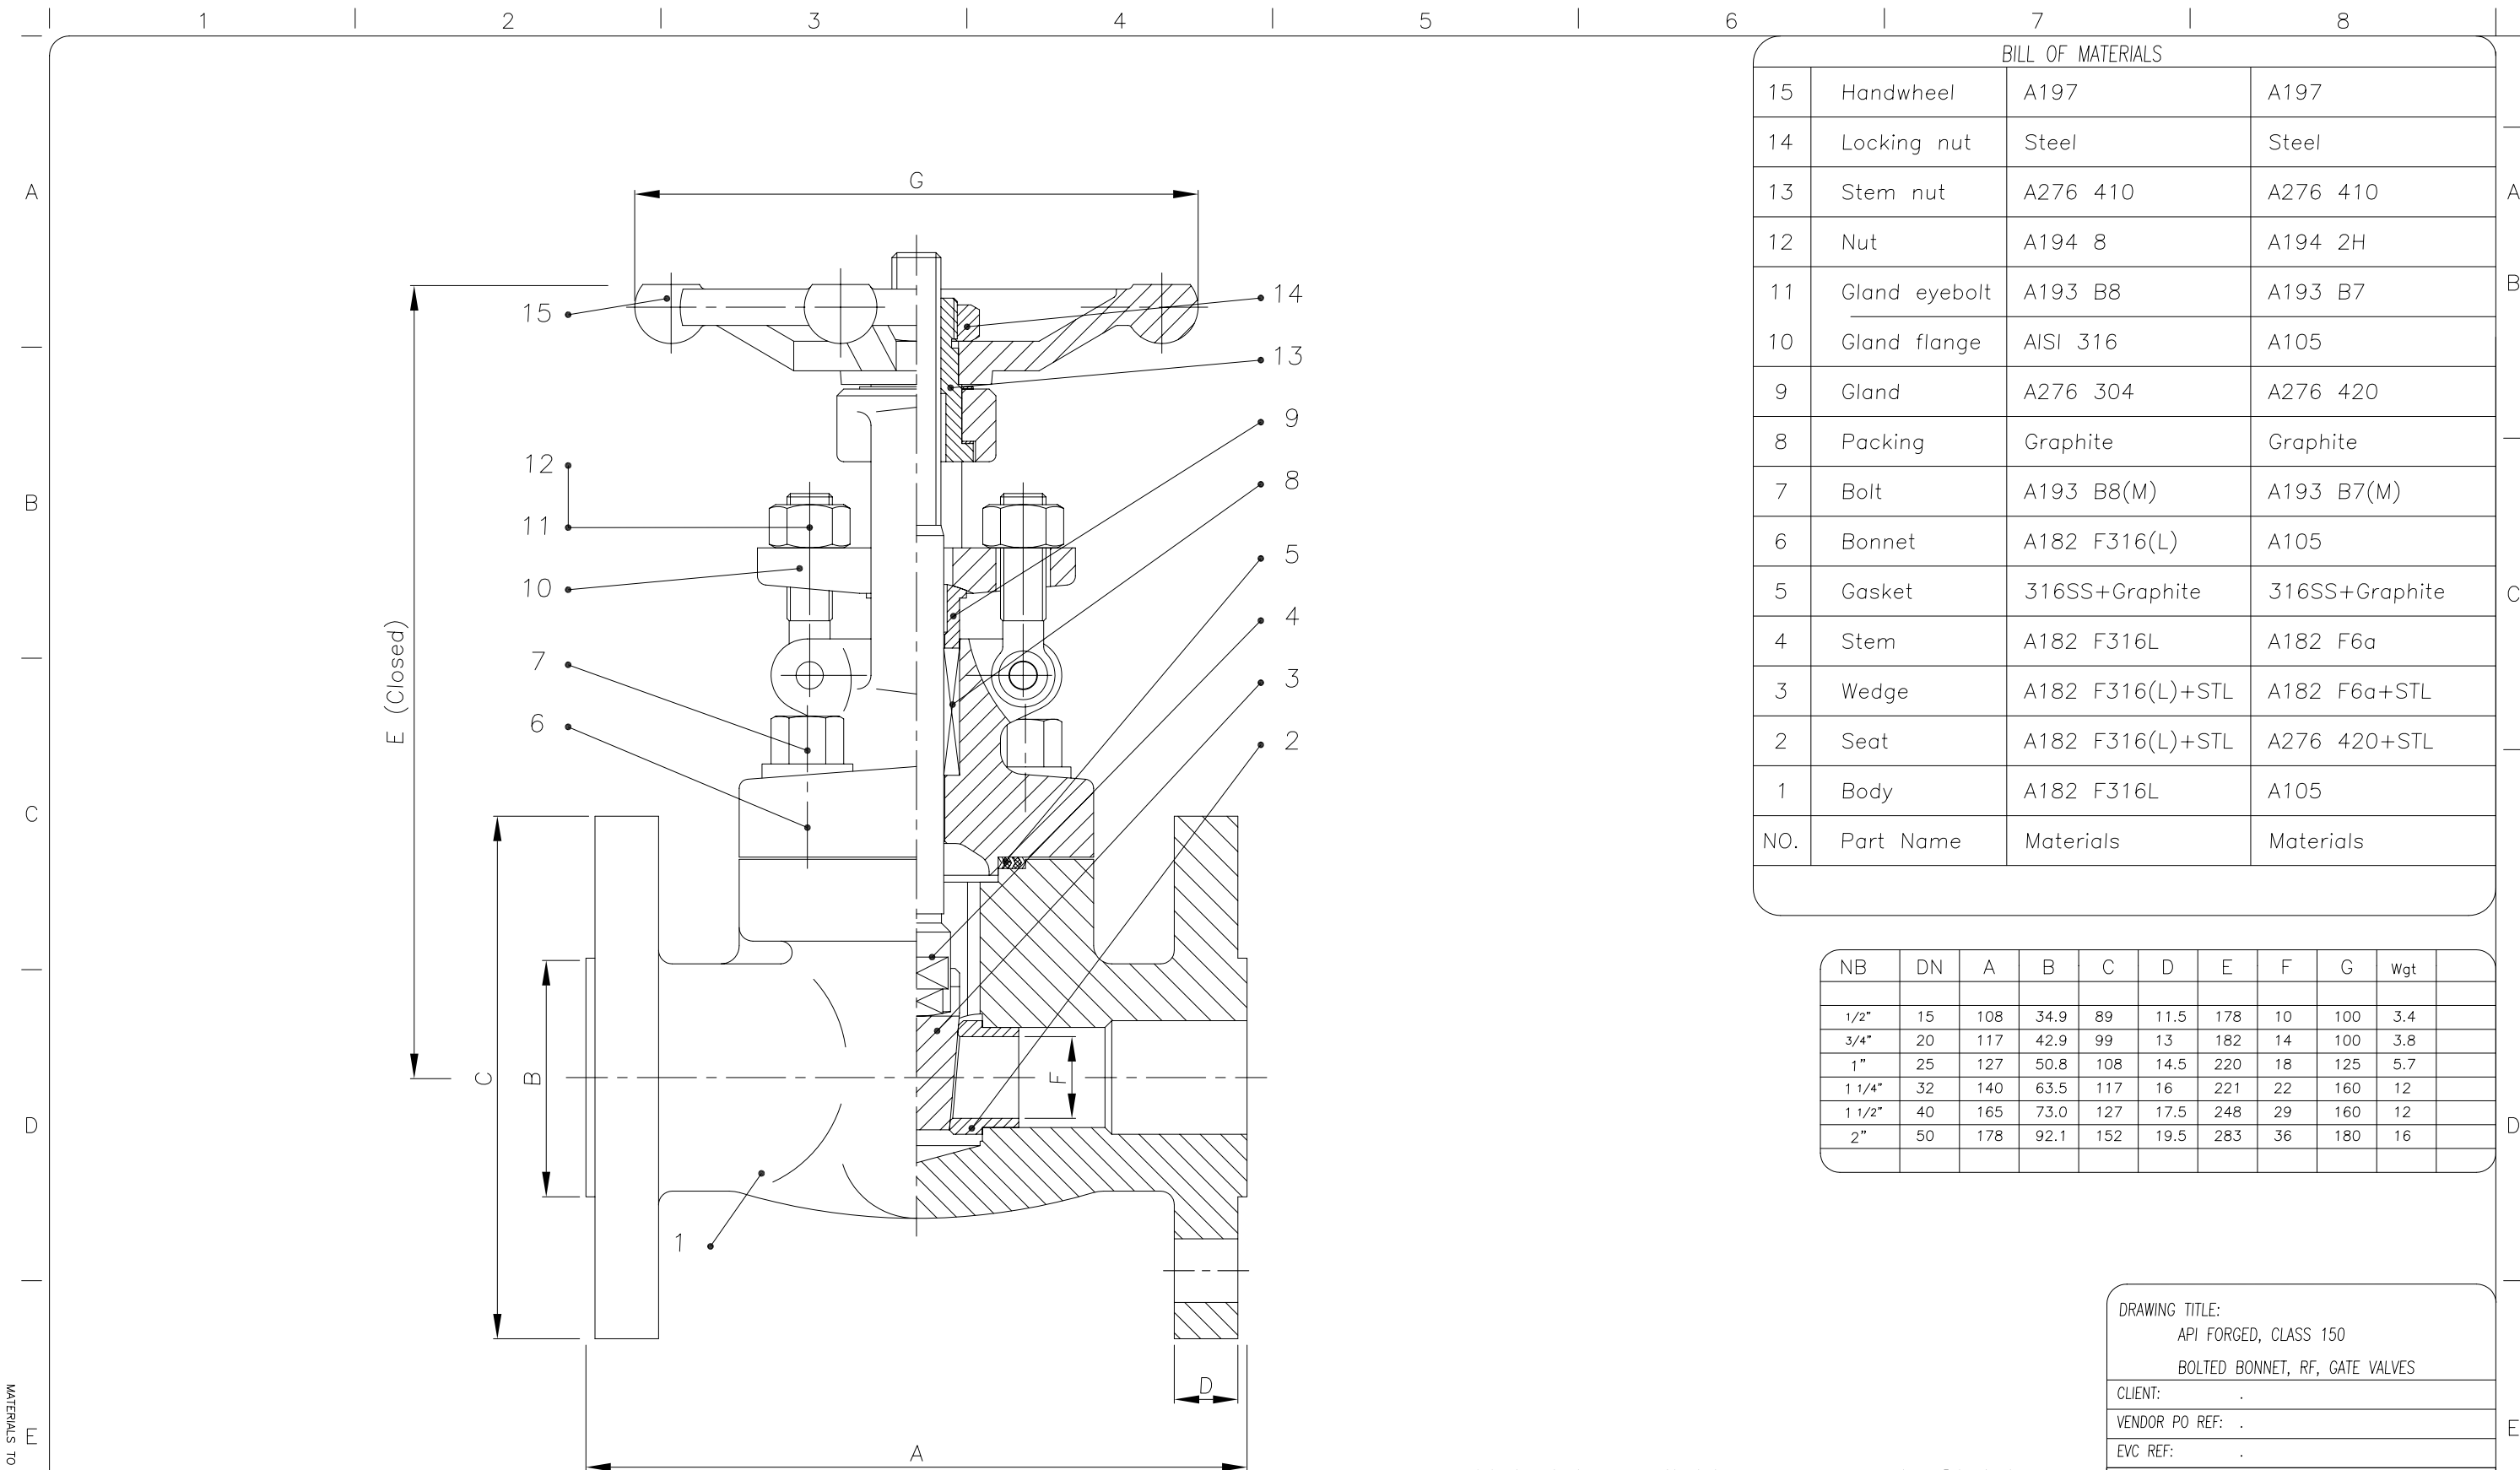 1 2 3 4 5 6 7 8
BILL OF MATERIALS
15 Handwheel A197 A197
14 Locking nut Steel Steel
13 Stem nut A276 410 A276 410
12 Nut A194 8 A194 2H
11 Gland eyebolt A193 B8 A193 B7
10 Gland flange AISI 316 A105
9 Gland A276 304 A276 420
8 Packing Graphite Graphite
7 Bolt A193 B8(M) A193 B7(M)
6 Bonnet A182 F316(L) A105
5 Gasket 316SS+Graphite 316SS+Graphite
4 Stem A182 F316L A182 F6a
3 Wedge A182 F316(L)+STL A182 F6a+STL
2 Seat A182 F316(L)+STL A276 420+STL
1 Body A182 F316L A105
NO. Part Name Materials Materials
A
B
C
D
E
A
B
C
D
E
G
15
14
13
9
12
8
11
5
10
4
E (Closed)
7
3
6
2
C
B
F
1
D
A
NB DN A B C D E F G Wgt
1/2" 15 108 34.9 89 11.5 178 10 100 3.4
3/4" 20 117 42.9 99 13 182 14 100 3.8
1" 25 127 50.8 108 14.5 220 18 125 5.7
1 1/4" 32 140 63.5 117 16 221 22 160 12
1 1/2" 40 165 73.0 127 17.5 248 29 160 12
2" 50 178 92.1 152 19.5 283 36 180 16
DRAWING TITLE:
API FORGED, CLASS 150
BOLTED BONNET, RF, GATE VALVES
CLIENT: .
VENDOR PO REF: .
EVC REF: .
MATERIALS TO